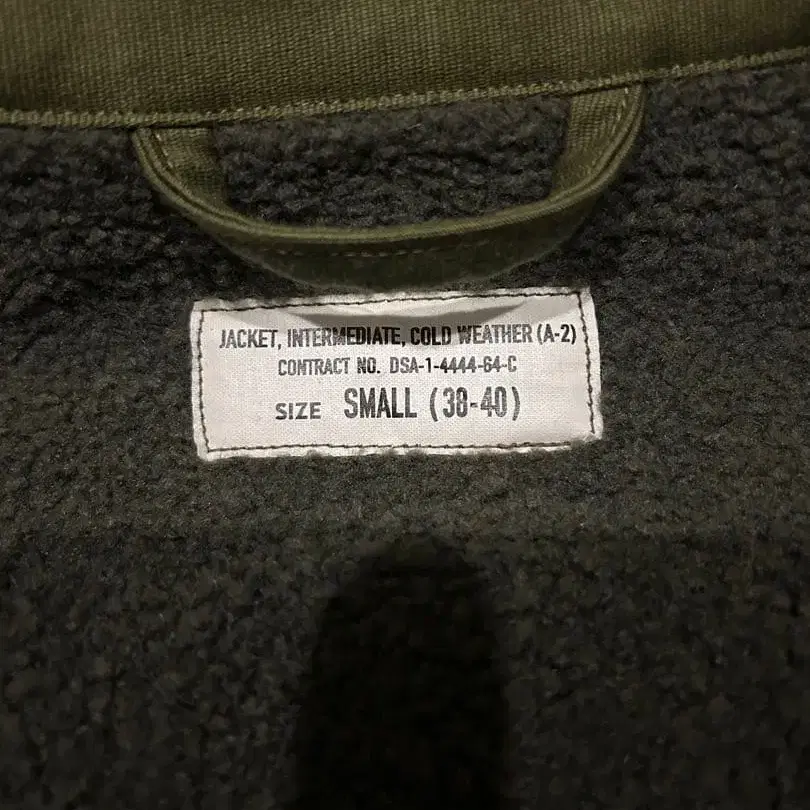 JACKET, INTERMEDIATE, COLD WEATHER (A-2)
CONTRACT NO. DSA-1-4444-64-C
SIZE SMALL (38-40)